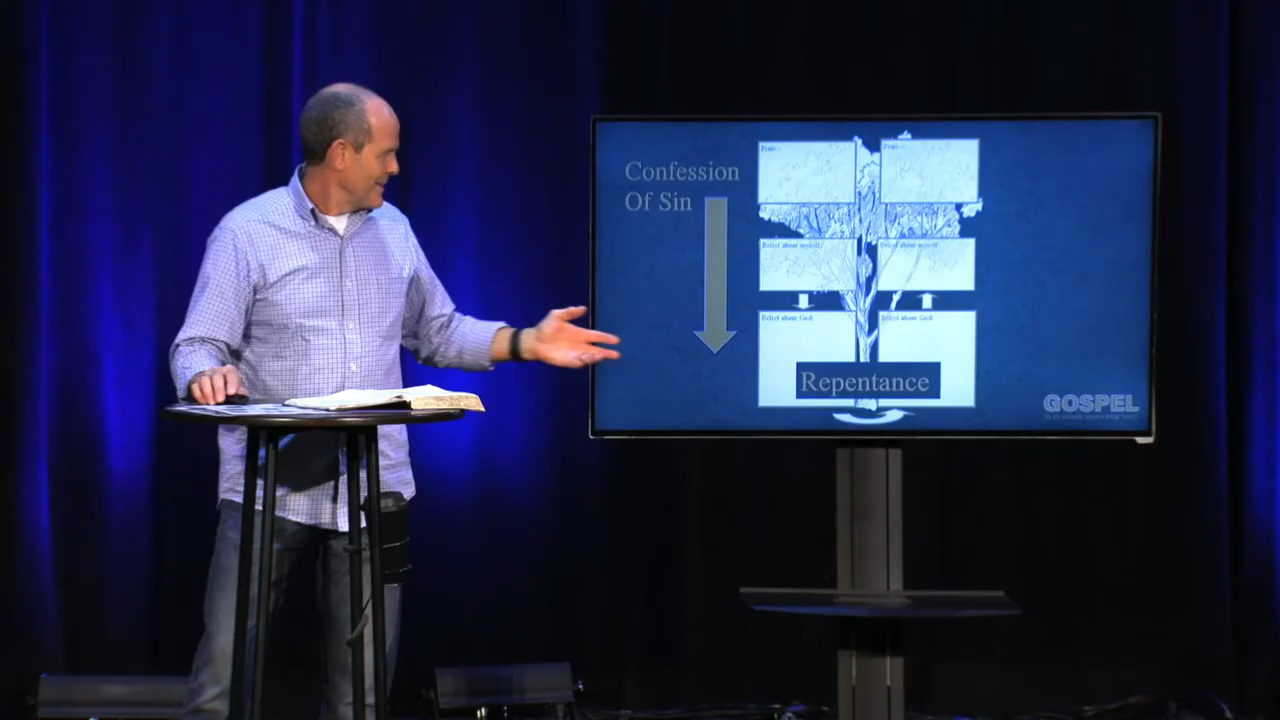 Confession
Of Sin
Fruit--
Fruit--
Belief about myself:
Belief about myself:
Belief about God:
Belief about God:
Repentance
GOSPEL